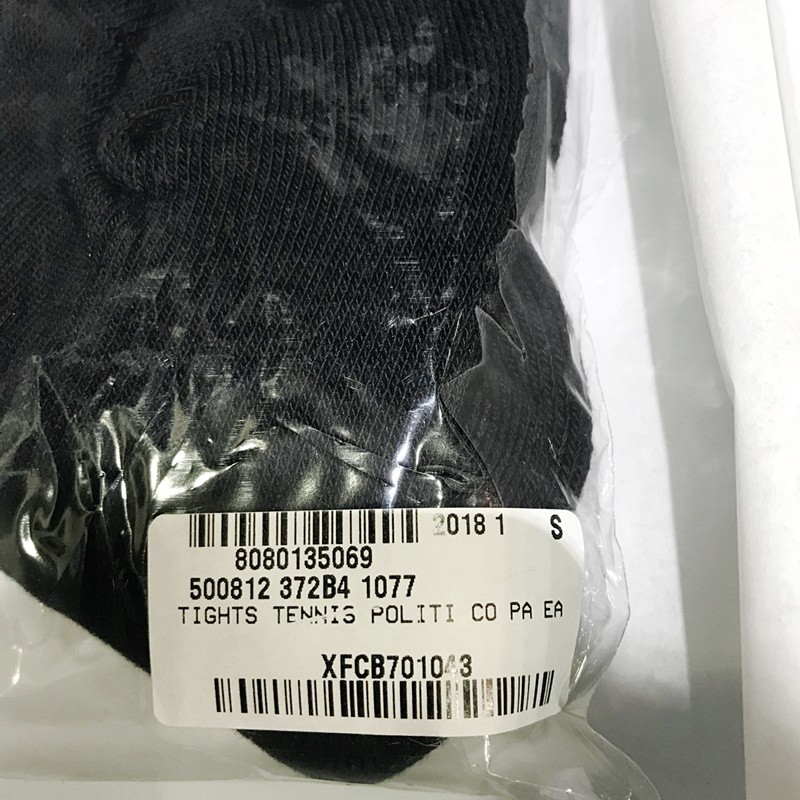 2018 1 S
8080135069
500812 372B4 1077
TIGHTS TENNIS POLITI CO PA EA
XFCB701043